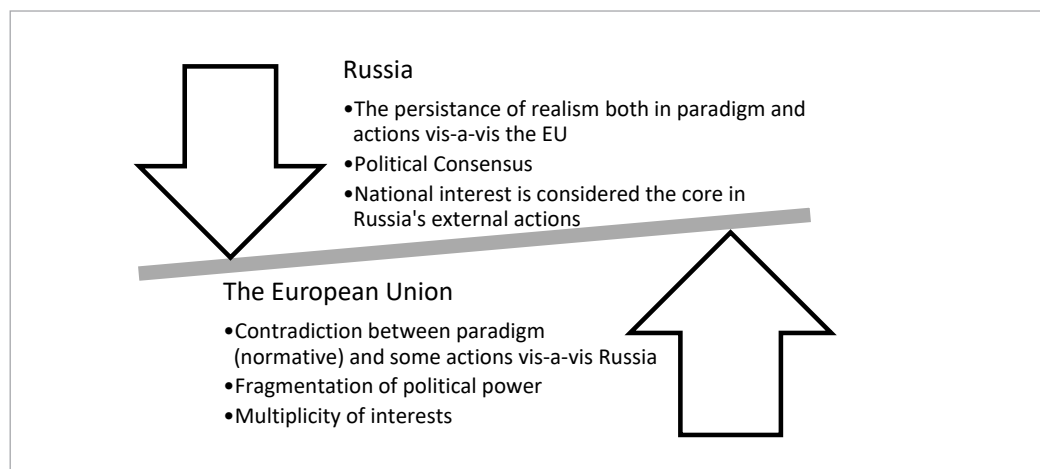 Russia
•The persistance of realism both in paradigm and
actions vis-a-vis the EU
•Political Consensus
•National interest is considered the core in
Russia's external actions
The European Union
•Contradiction between paradigm
(normative) and some actions vis-a-vis Russia
•Fragmentation of political power
•Multiplicity of interests